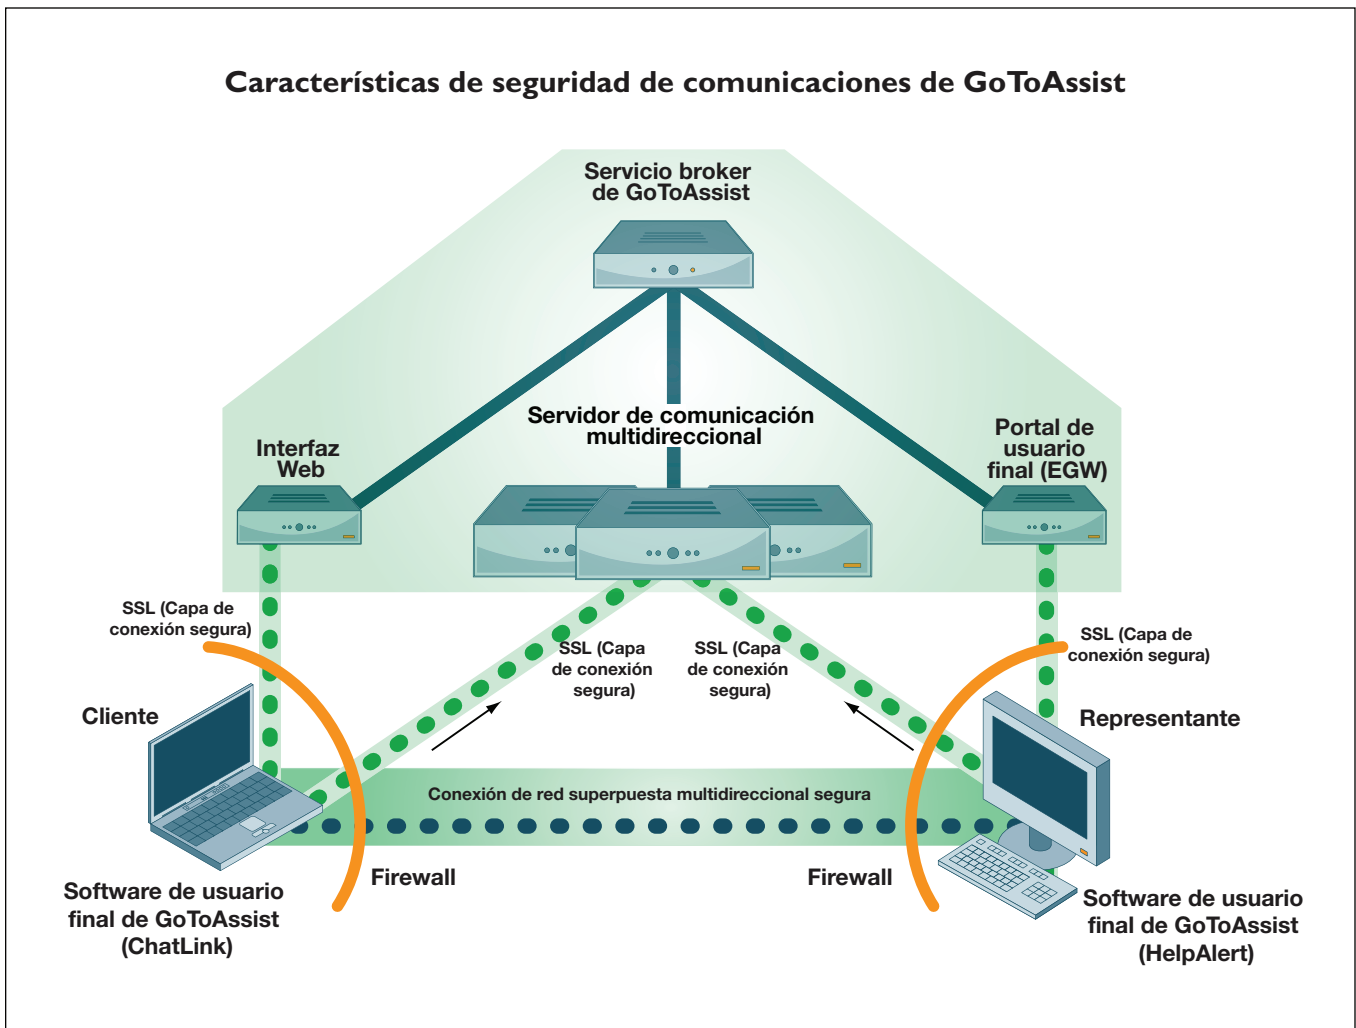 Características de seguridad de comunicaciones de GoToAssist
Servicio broker
de GoToAssist
Servidor de comunicación
multidireccional
Interfaz
Web
Portal de
usuario
final (EGW)
SSL (Capa de
conexión segura)
SSL (Capa
de conexión
segura)
SSL (Capa
de conexión
segura)
SSL (Capa de
conexión segura)
Cliente
Representante
Conexión de red superpuesta multidireccional segura
Firewall
Firewall
Software de usuario
final de GoToAssist
(ChatLink)
Software de usuario
final de GoToAssist
(HelpAlert)